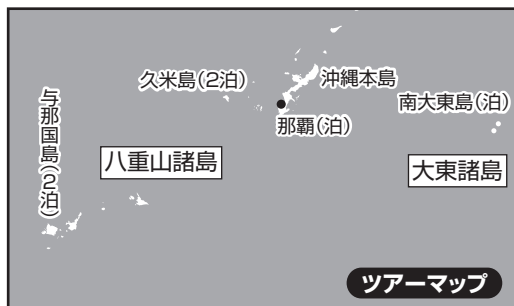 久米島(2泊)
沖縄本島
南大東島(泊)
那覇(泊)
与那国島(2泊)
八重山諸島
大東諸島
ツアーマップ